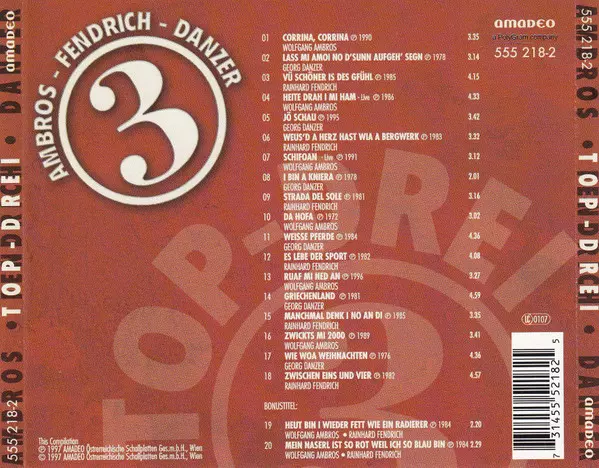 AMBROS - FENDRICH - DANZER
3
AMADEO
a PolyGram company
555 218-2
01 CORRINA, CORRINA ℗ 1990 3.35
WOLFGANG AMBROS
02 LASS MI AMOI NO D'SUNN AUFGEH' SEGN ℗ 1978 5.14
GEORG DANZER
03 VÜ SCHÖNER IS DES GFÜHL ℗ 1985 4.15
RAINHARD FENDRICH
04 HEITE DRAH I MI HAM - Live ℗ 1986 4.36
WOLFGANG AMBROS
05 JÖ SCHAU ℗ 1995 3.42
GEORG DANZER
06 WEUS'D A HERZ HAST WIA A BERGWERK ℗ 1983 3.32
RAINHARD FENDRICH
07 SCHIFOAN - Live ℗ 1991 3.12
WOLFGANG AMBROS
08 I BIN A KNIERA ℗ 1978 2.01
GEORG DANZER
09 STRADA DEL SOLE ℗ 1981 3.16
RAINHARD FENDRICH
10 DA HOFA ℗ 1972 3.02
WOLFGANG AMBROS
11 WEISSE PFERDE ℗ 1984 4.36
GEORG DANZER
12 ES LEBE DER SPORT ℗ 1982 4.08
RAINHARD FENDRICH
13 RUAF MI NED AN ℗ 1996 3.27
WOLFGANG AMBROS
14 GRIECHENLAND ℗ 1981 4.59
GEORG DANZER
15 MANCHMAL DENK I NO AN DI ℗ 1985 3.35
RAINHARD FENDRICH
16 ZWICKTS MI 2000 ℗ 1989 3.41
WOLFGANG AMBROS
17 WIE WOA WEIHNACHTEN ℗ 1976 4.36
GEORG DANZER
18 ZWISCHEN EINS UND VIER ℗ 1982 4.57
RAINHARD FENDRICH
BONUSTITEL:
19 HEUT BIN I WIEDER FETT WIE EIN RADIERER ℗ 1984 2.20
WOLFGANG AMBROS • RAINHARD FENDRICH
20 MEIN NASERL IST SO ROT WEIL ICH SO BLAU BIN ℗ 1984 2.29
WOLFGANG AMBROS • RAINHARD FENDRICH
This Compilation
℗ 1997 AMADEO Österreichische Schallplatten Ges.m.b.H., Wien
© 1997 AMADEO Österreichische Schallplatten Ges.m.b.H., Wien
LC 0107
7 31455 52182 5
TOP-DREI
3
555 218-2
ROS • TOP-DREI • DA
AMADEO
555 218-2
ROS • TOP-DREI • DA
AMADEO